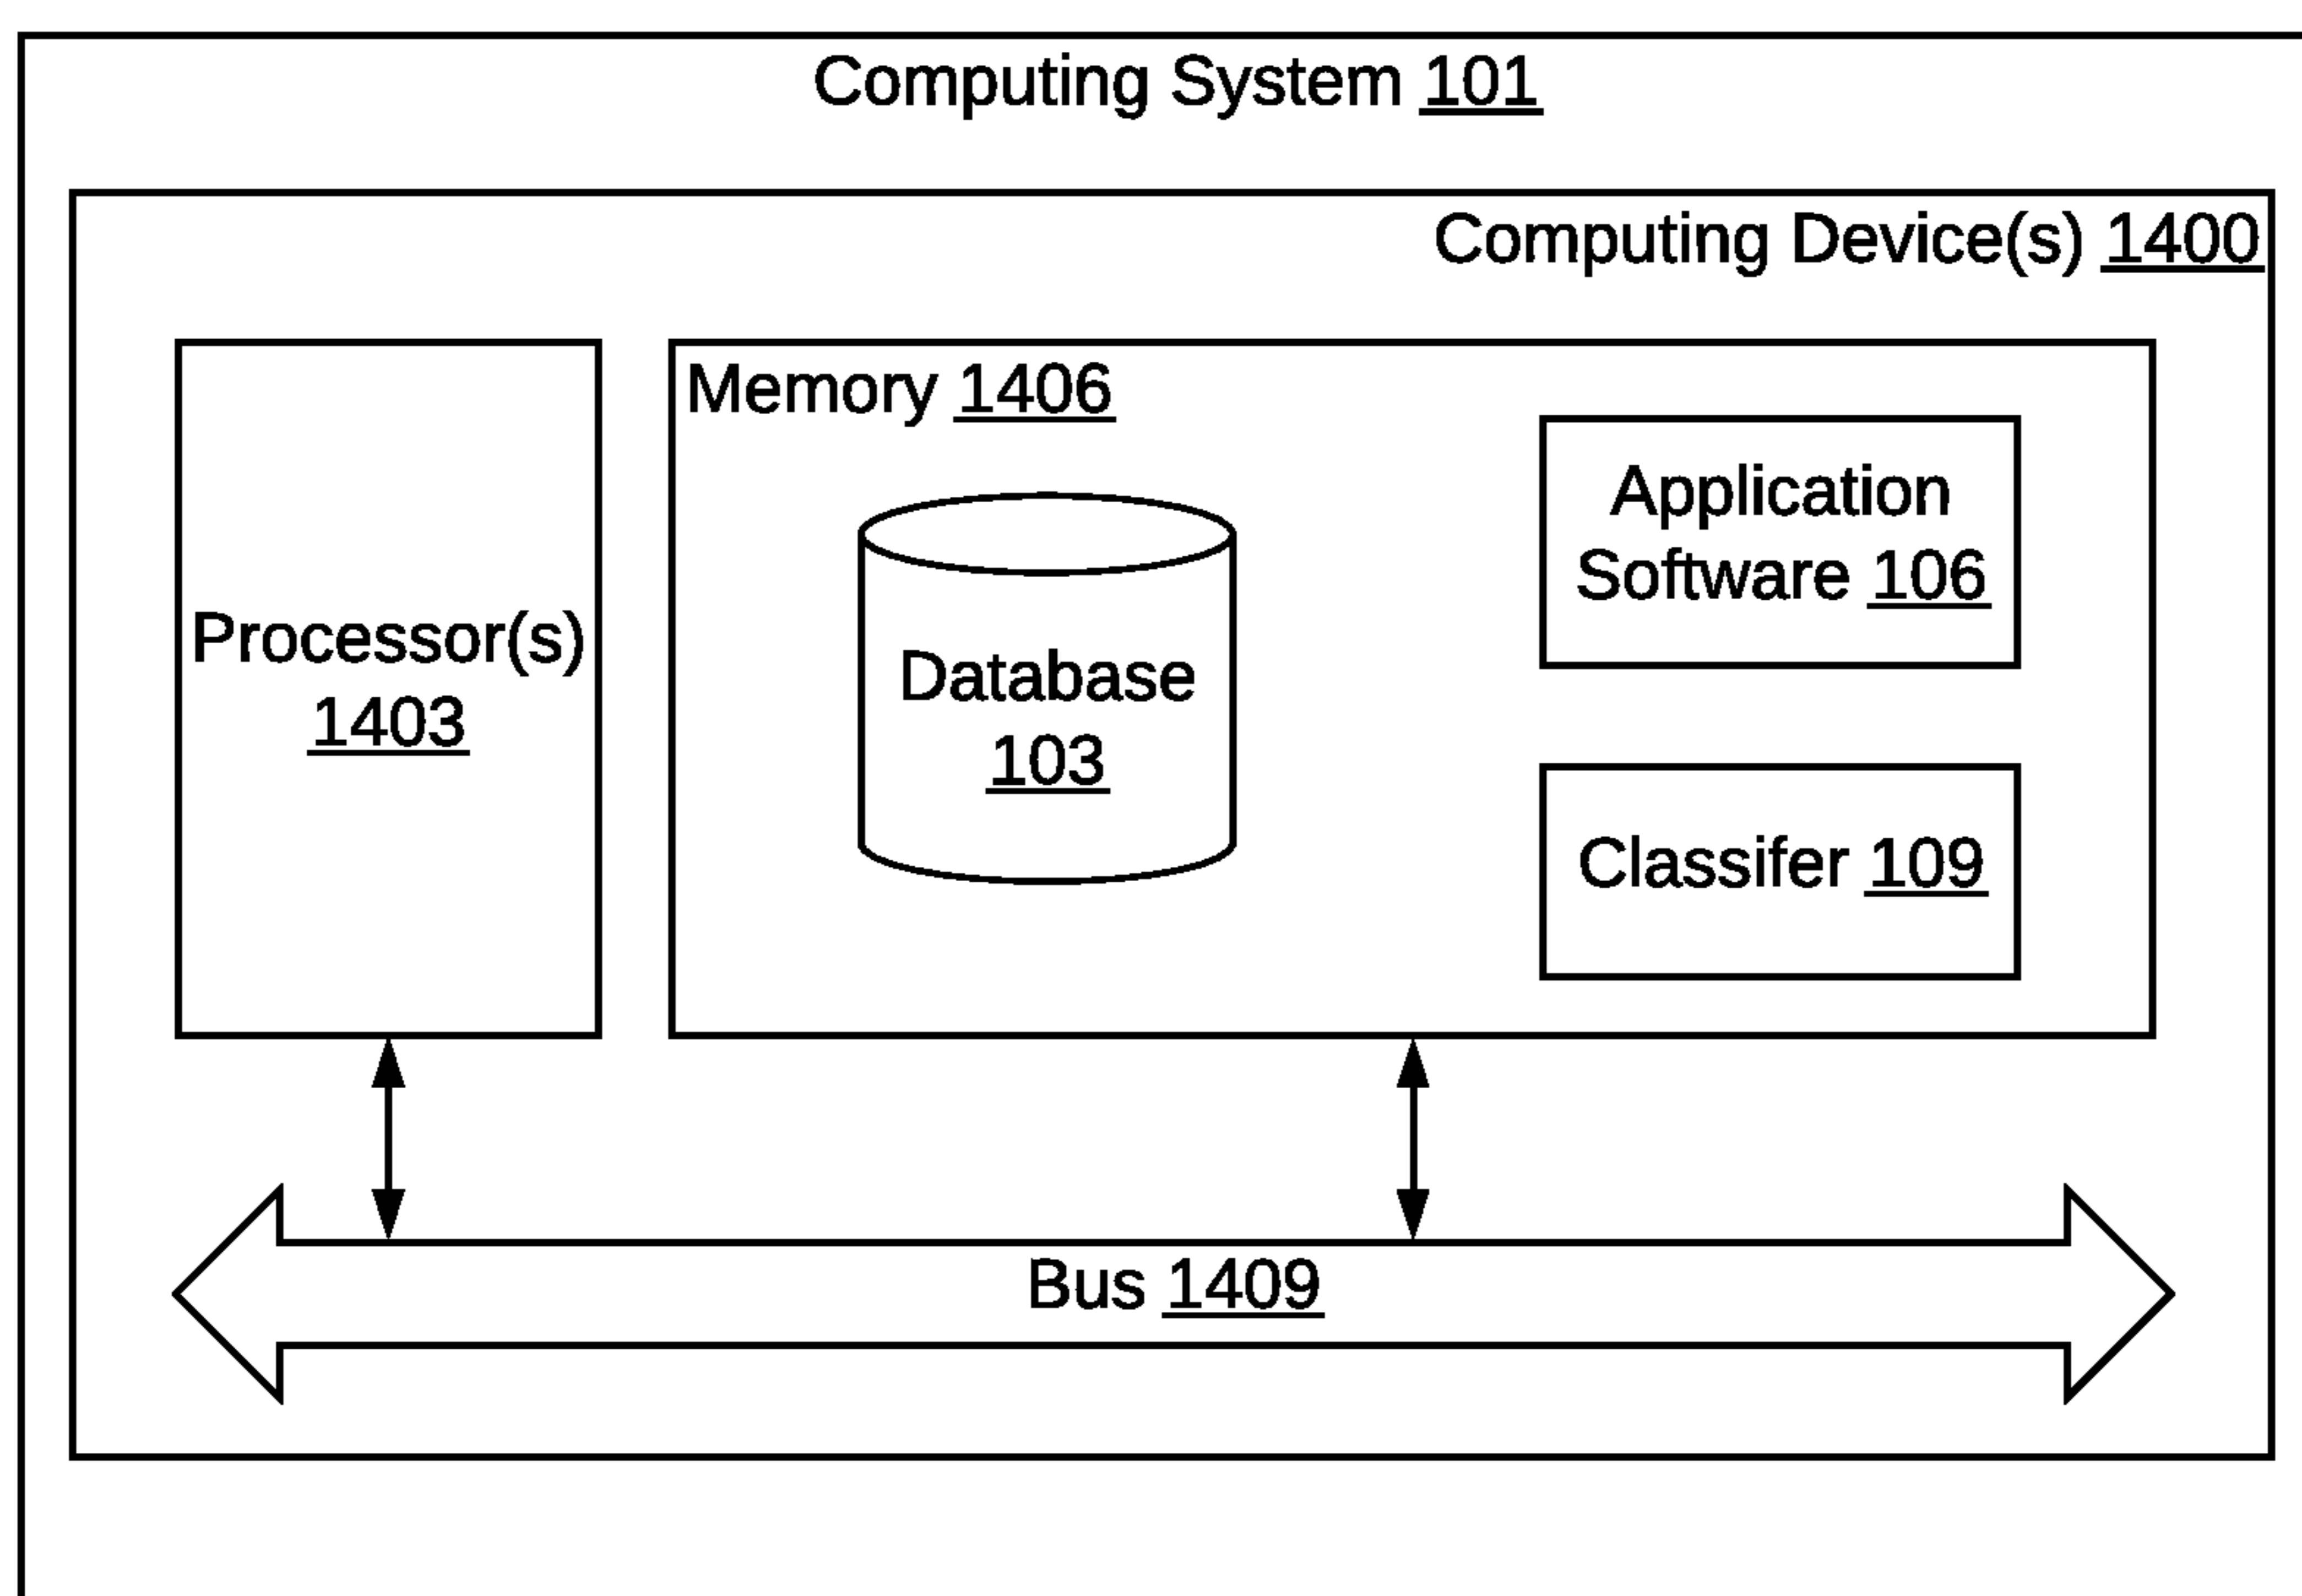 Computing System 101
Computing Device(s) 1400
Memory 1406
Application
Software 106
Processor(s)
1403
Database
103
Classifer 109
Bus 1409